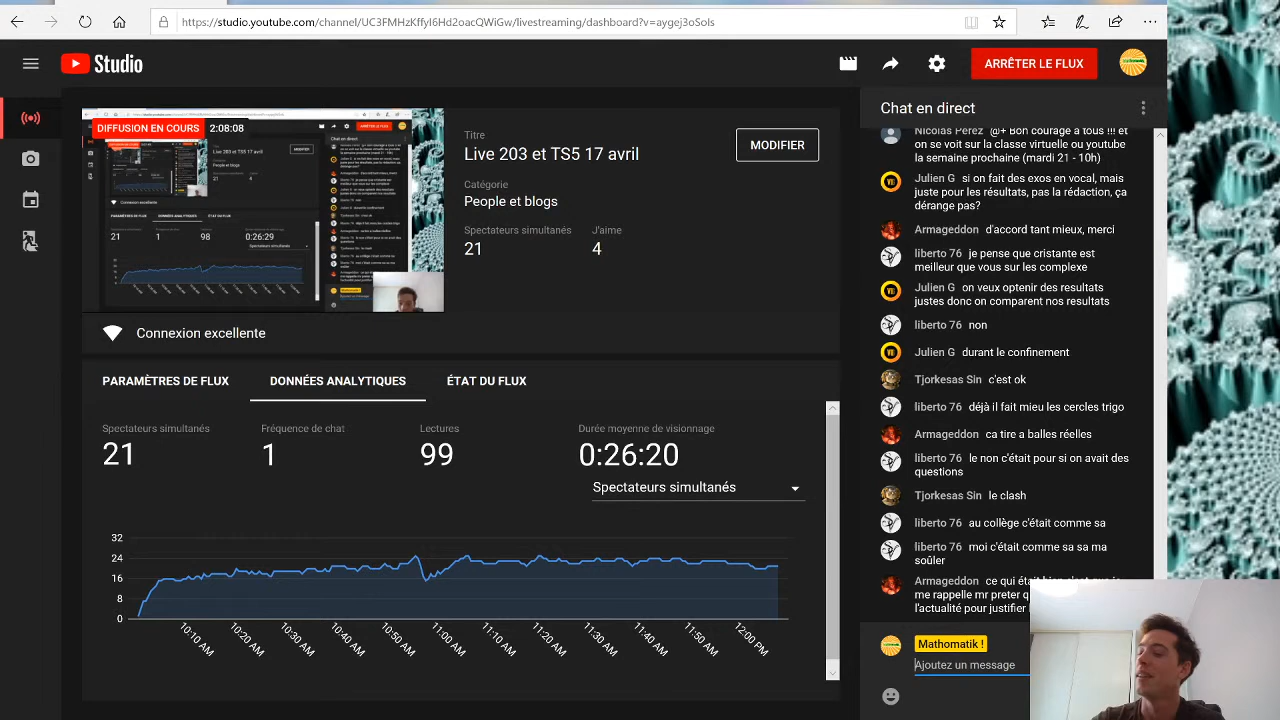 https://studio.youtube.com/channel/UC3FMHzKffyI6Hd2oacQWiGw/livestreaming/dashboard?v=aygej3oSoIs
Studio
ARRÊTER LE FLUX
DIFFUSION EN COURS 2:08:08
Titre
Live 203 et TS5 17 avril
MODIFIER
Catégorie
People et blogs
Spectateurs simultanés J'aime
21 4
Connexion excellente
PARAMÈTRES DE FLUX DONNÉES ANALYTIQUES ÉTAT DU FLUX
Spectateurs simultanés Fréquence de chat Lectures Durée moyenne de visionnage
21 1 99 0:26:20
Spectateurs simultanés
32
24
16
8
0
10:10 AM 10:20 AM 10:30 AM 10:40 AM 10:50 AM 11:00 AM 11:10 AM 11:20 AM 11:30 AM 11:40 AM 11:50 AM 12:00 PM
Chat en direct
Nicolas Perez @+ Bon
on se voit sur la classe virtuelle
la semaine prochaine (mardi 21 - 10h)
Julien G si on fait des exos en vocal, mais
juste pour les résultats, pas la rédaction, ça
dérange pas?
Armageddon d'accord tant mieux merci
liberto 76 je pense que cristante est
meilleur que vous sur les complexe
Julien G on veux optenir des resultats
justes donc on comparent nos resultats
liberto 76 non
Julien G durant le confinement
Tjorkesas Sin c'est ok
liberto 76 déjà il fait mieu les cercles trigo
Armageddon ca tire a balles réelles
liberto 76 le non c'était pour si on avait des
questions
Tjorkesas Sin le clash
liberto 76 au collège c'était comme sa
liberto 76 moi c'était comme sa sa ma
soûler
Armageddon ce qui était bien c'est que je
me rappelle mr preter
l'actualité pour justifier
Mathomatik !
Ajoutez un message